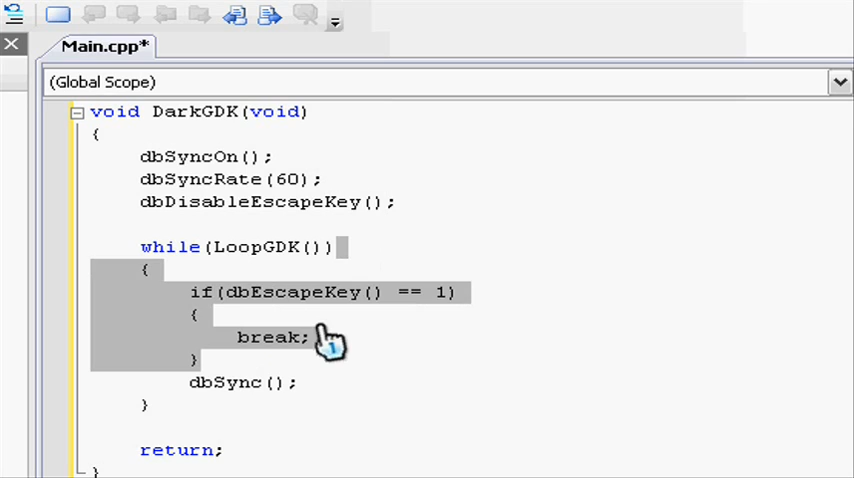 Main.cpp*
(Global Scope)
void DarkGDK(void)
{
dbSyncOn();
dbSyncRate(60);
dbDisableEscapeKey();
while(LoopGDK())
{
if(dbEscapeKey() == 1)
{
break;
}
dbSync();
}
return;
}